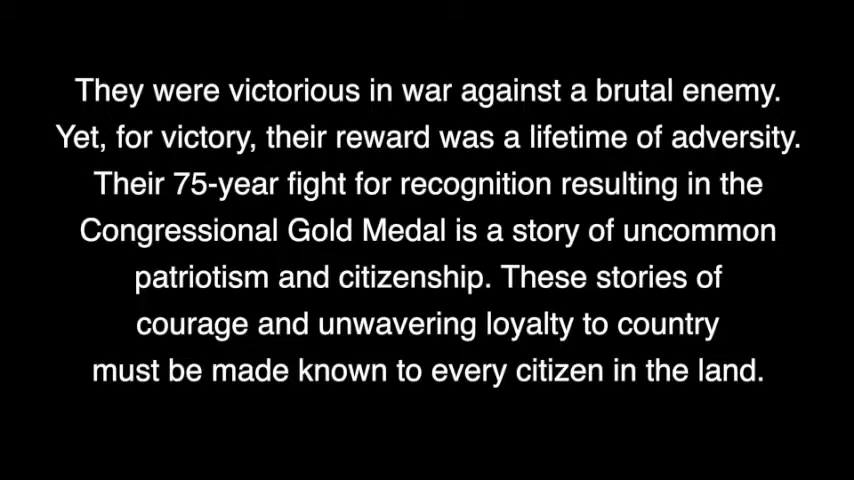 They were victorious in war against a brutal enemy.
Yet, for victory, their reward was a lifetime of adversity.
Their 75-year fight for recognition resulting in the
Congressional Gold Medal is a story of uncommon
patriotism and citizenship. These stories of
courage and unwavering loyalty to country
must be made known to every citizen in the land.